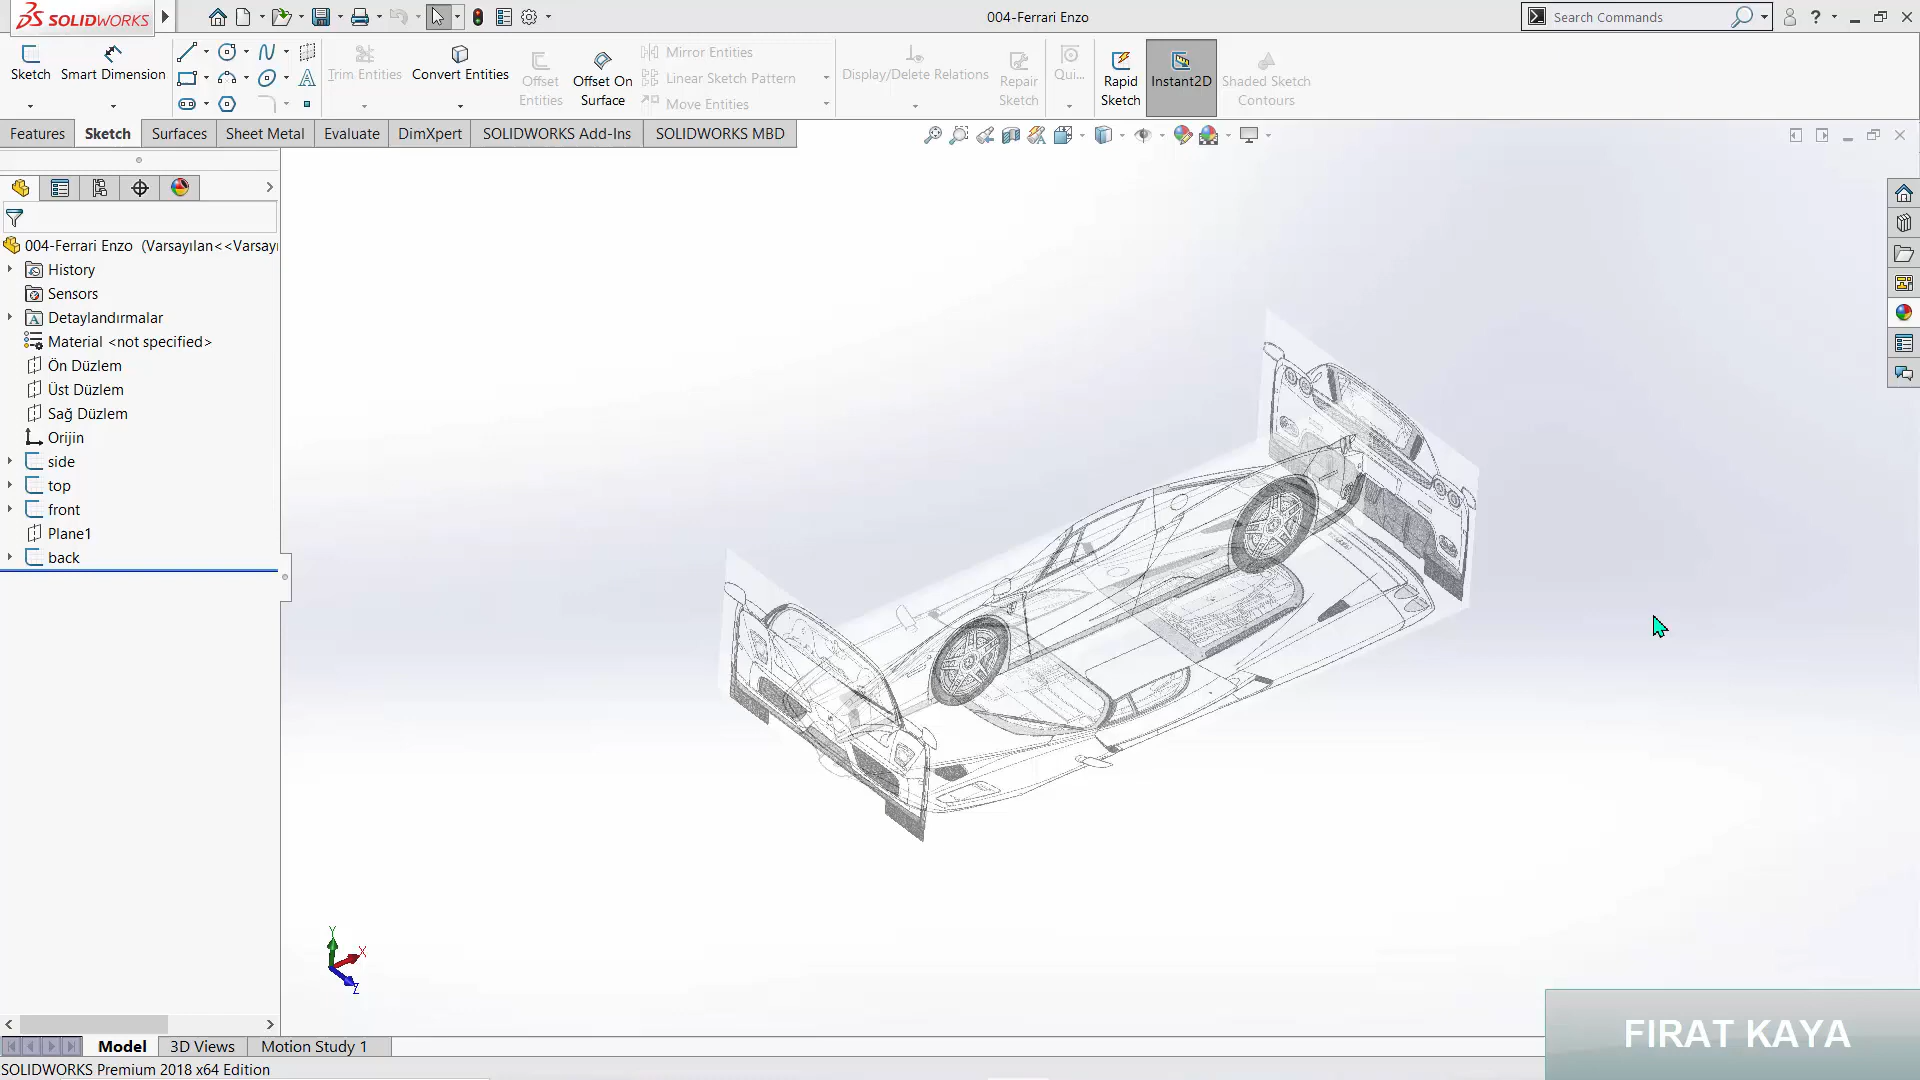 SOLIDWORKS
004-Ferrari Enzo
Search Commands
Sketch
Smart Dimension
Trim Entities
Convert Entities
Offset Entities
Offset On Surface
Mirror Entities
Linear Sketch Pattern
Move Entities
Display/Delete Relations
Repair Sketch
Qui...
Rapid Sketch
Instant2D
Shaded Sketch Contours
Features
Sketch
Surfaces
Sheet Metal
Evaluate
DimXpert
SOLIDWORKS Add-Ins
SOLIDWORKS MBD
004-Ferrari Enzo (Varsayılan<<Varsayı
History
Sensors
Detaylandırmalar
Material <not specified>
Ön Düzlem
Üst Düzlem
Sağ Düzlem
Orijin
side
top
front
Plane1
back
Y
X
Z
Model
3D Views
Motion Study 1
SOLIDWORKS Premium 2018 x64 Edition
FIRAT KAYA